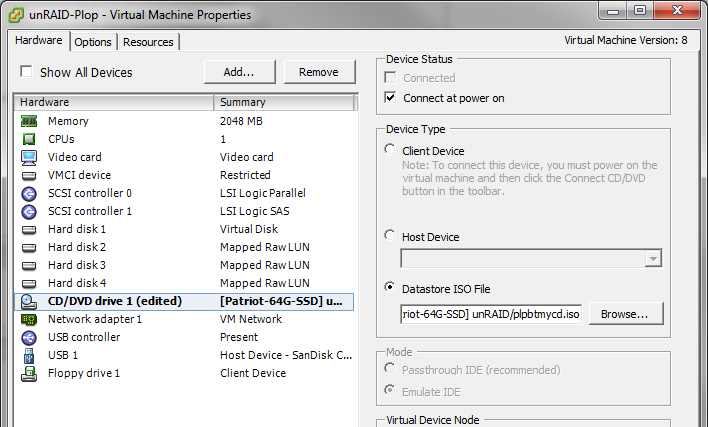 unRAID-Plop - Virtual Machine Properties
Hardware Options Resources Virtual Machine Version: 8
Show All Devices Add... Remove
Hardware Summary
Memory 2048 MB
CPUs 1
Video card Video card
VMCI device Restricted
SCSI controller 0 LSI Logic Parallel
SCSI controller 1 LSI Logic SAS
Hard disk 1 Virtual Disk
Hard disk 2 Mapped Raw LUN
Hard disk 3 Mapped Raw LUN
Hard disk 4 Mapped Raw LUN
CD/DVD drive 1 (edited) [Patriot-64G-SSD] u...
Network adapter 1 VM Network
USB controller Present
USB 1 Host Device - SanDisk C...
Floppy drive 1 Client Device
Device Status
Connected
Connect at power on
Device Type
Client Device
Note: To connect this device, you must power on the
virtual machine and then click the Connect CD/DVD
button in the toolbar.
Host Device
Datastore ISO File
riot-64G-SSD] unRAID/plpbtmycd.iso Browse...
Mode
Passthrough IDE (recommended)
Emulate IDE
Virtual Device Node